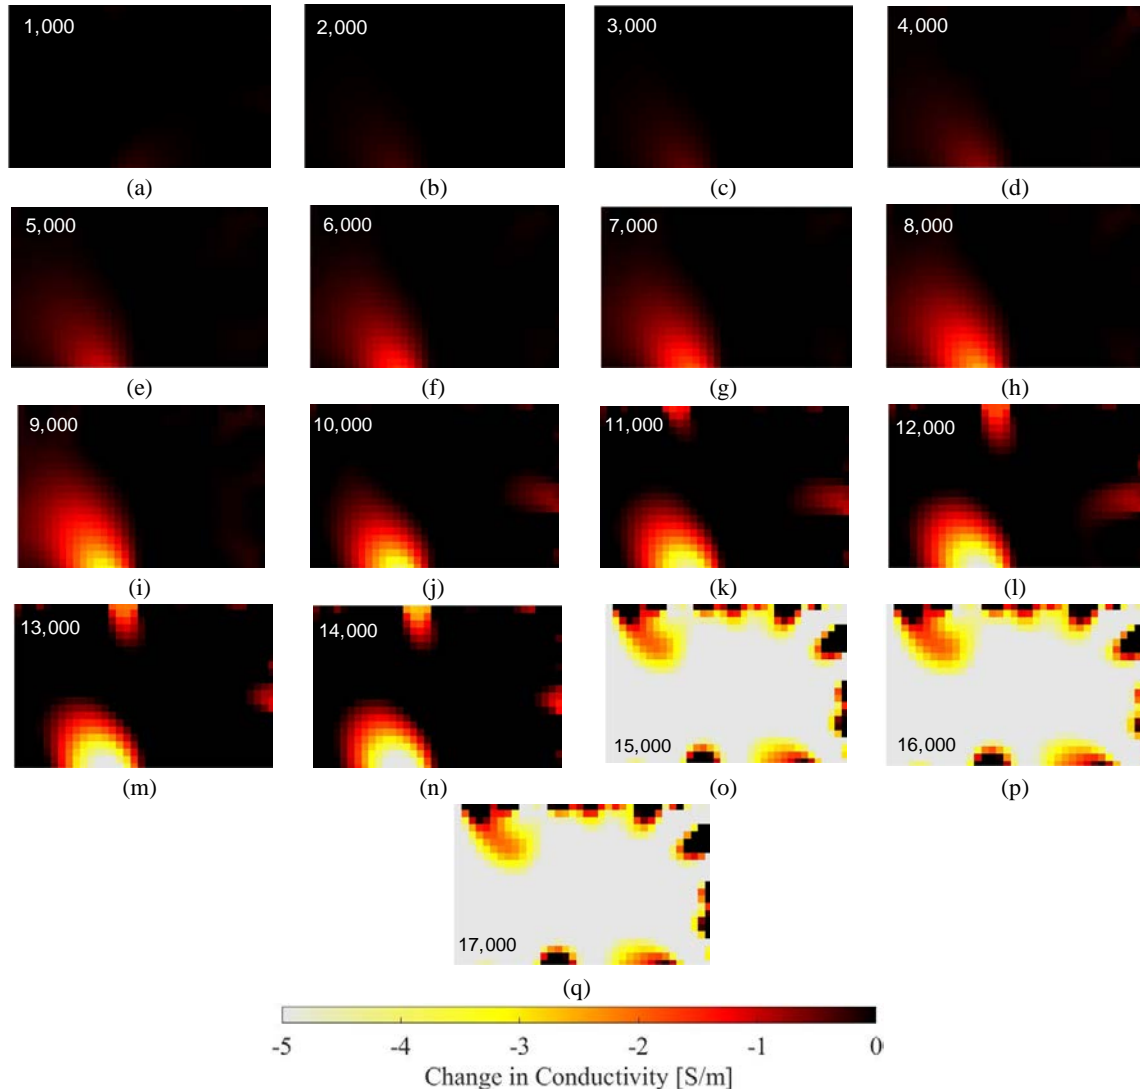 1,000 2,000 3,000 4,000
(a) (b) (c) (d)
5,000 6,000 7,000 8,000
(e) (f) (g) (h)
9,000 10,000 11,000 12,000
(i) (j) (k) (l)
13,000 14,000 15,000 16,000
(m) (n) (o) (p)
17,000
(q)
-5 -4 -3 -2 -1 0
Change in Conductivity [S/m]